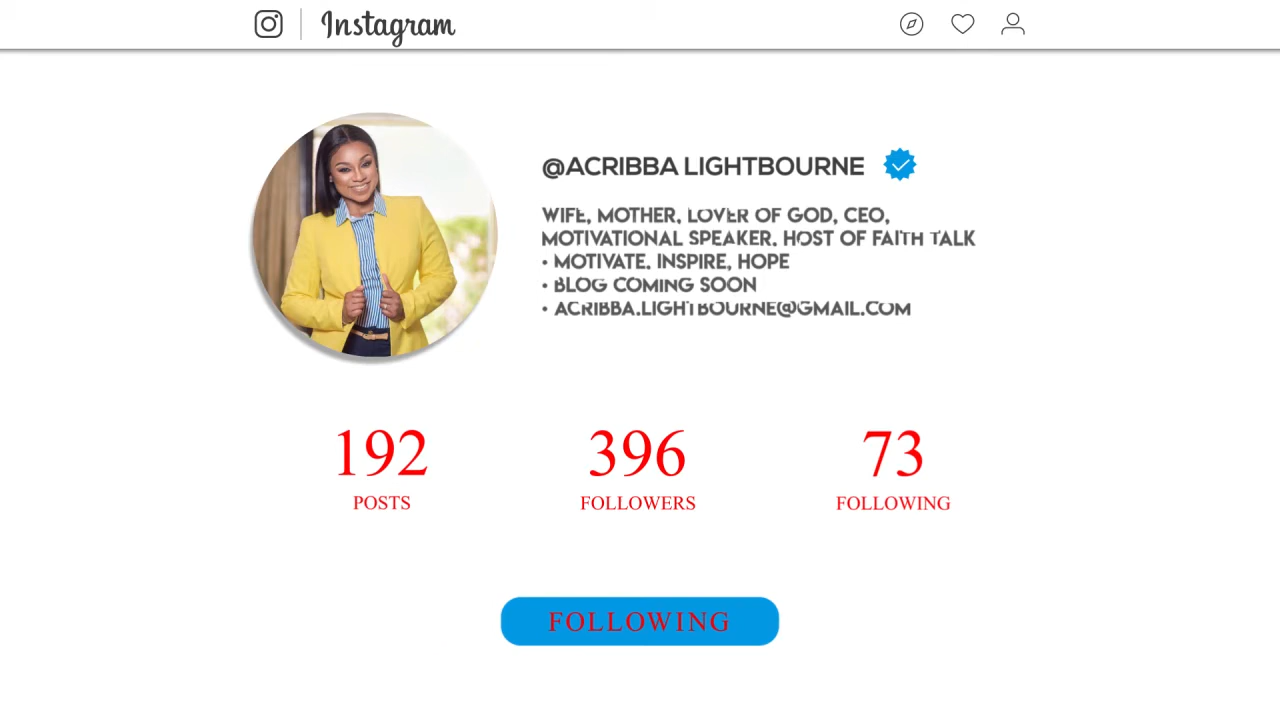 Instagram
@ACRIBBA LIGHTBOURNE
WIFE, MOTHER, LOVER OF GOD, CEO,
MOTIVATIONAL SPEAKER, HOST OF FAITH TALK
• MOTIVATE, INSPIRE, HOPE
• BLOG COMING SOON
• ACRIBBA.LIGHTBOURNE@GMAIL.COM
192 396 73
POSTS FOLLOWERS FOLLOWING
FOLLOWING